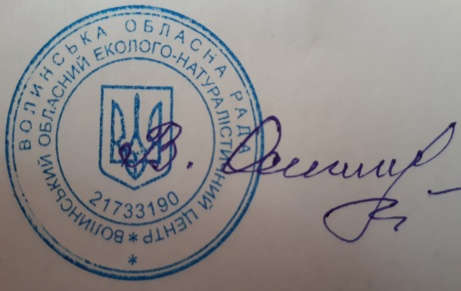 ВОЛИНСЬКА ОБЛАСНА РАДА
ВОЛИНСЬКИЙ ОБЛАСНИЙ ЕКОЛОГО-НАТУРАЛІСТИЧНИЙ ЦЕНТР
21733190
В.